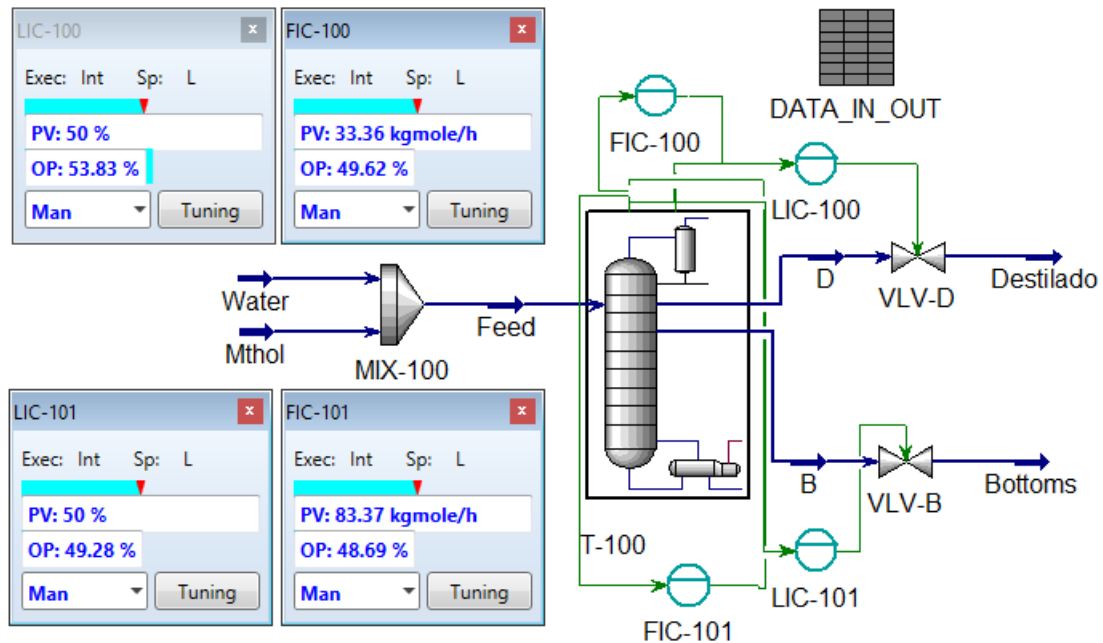 LIC-100 x
Exec: Int Sp: L
PV: 50 %
OP: 53.83 %
Man Tuning
FIC-100 x
Exec: Int Sp: L
PV: 33.36 kgmole/h
OP: 49.62 %
Man Tuning
DATA_IN_OUT
FIC-100
LIC-100
Water
Mthol
MIX-100
Feed
D
VLV-D
Destilado
B
VLV-B
Bottoms
T-100
LIC-101
FIC-101
LIC-101 x
Exec: Int Sp: L
PV: 50 %
OP: 49.28 %
Man Tuning
FIC-101 x
Exec: Int Sp: L
PV: 83.37 kgmole/h
OP: 48.69 %
Man Tuning